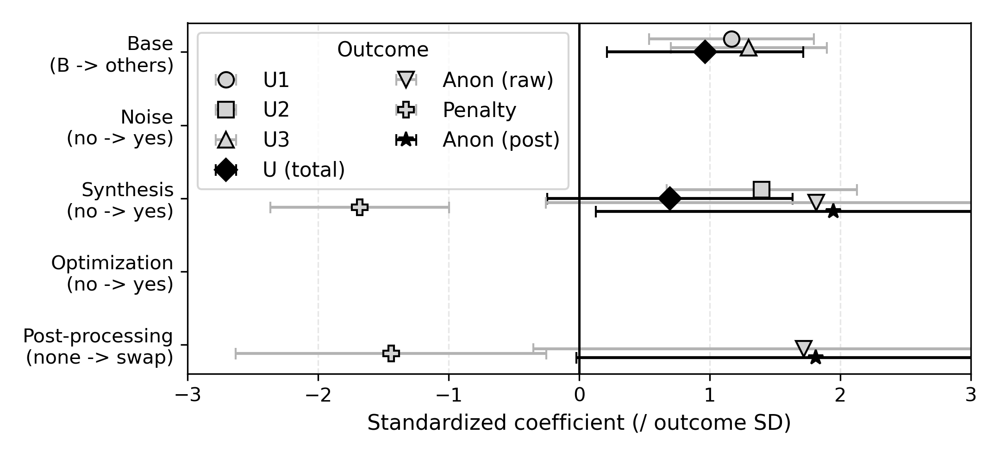 Base
(B -> others)
Noise
(no -> yes)
Synthesis
(no -> yes)
Optimization
(no -> yes)
Post-processing
(none -> swap)
Outcome
U1
U2
U3
U (total)
Anon (raw)
Penalty
Anon (post)
−3 −2 −1 0 1 2 3
Standardized coefficient (/ outcome SD)